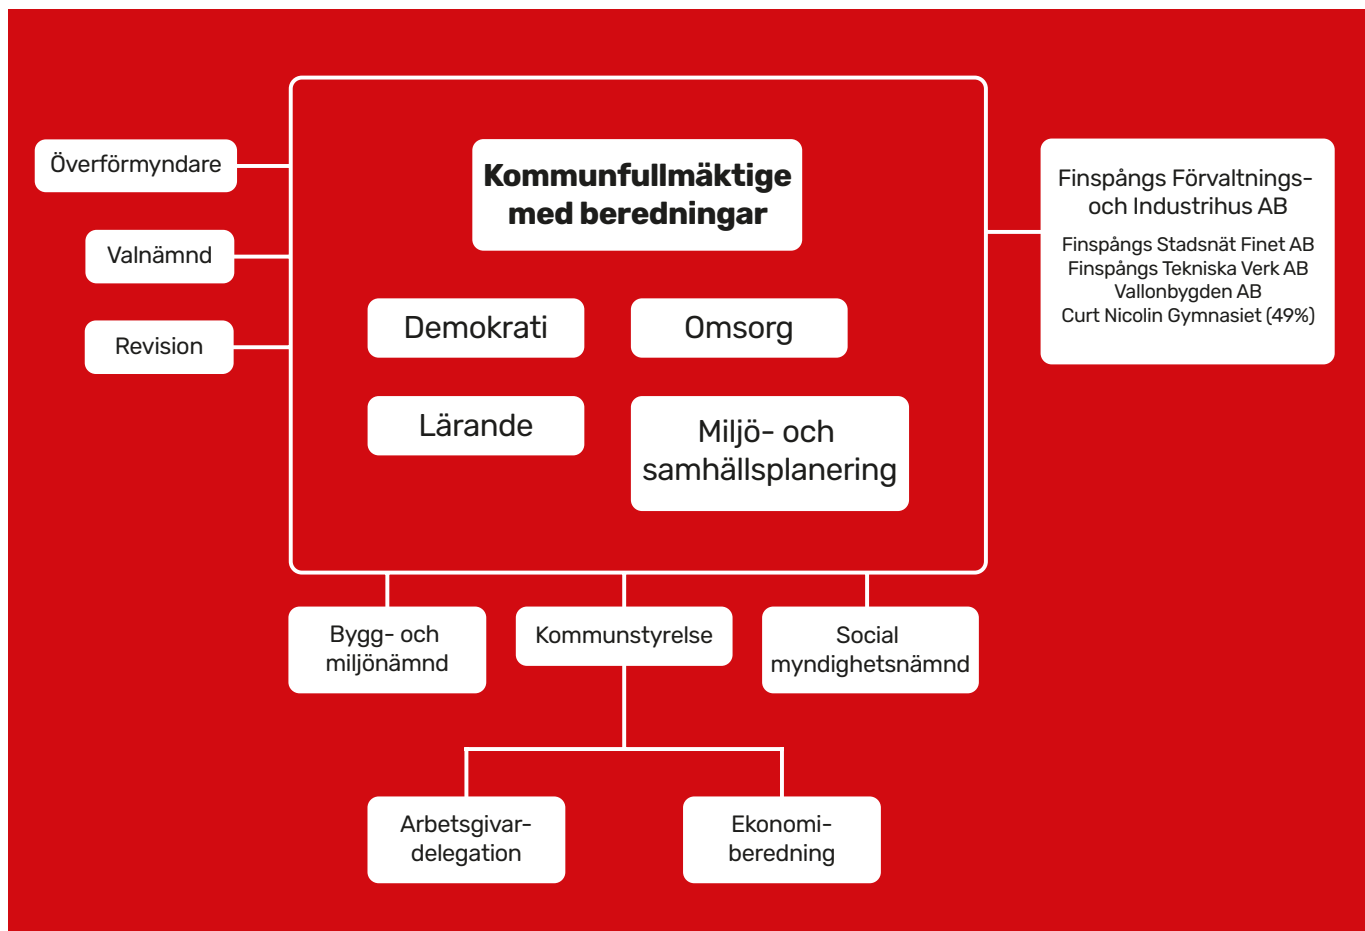 Överförmyndare
Valnämnd
Revision
Kommunfullmäktige
med beredningar
Demokrati
Omsorg
Lärande
Miljö- och
samhällsplanering
Finspångs Förvaltnings-
och Industrihus AB
Finspångs Stadsnät Finet AB
Finspångs Tekniska Verk AB
Vallonbygden AB
Curt Nicolin Gymnasiet (49%)
Bygg- och
miljönämnd
Kommunstyrelse
Social
myndighetsnämnd
Arbetsgivar-
delegation
Ekonomi-
beredning